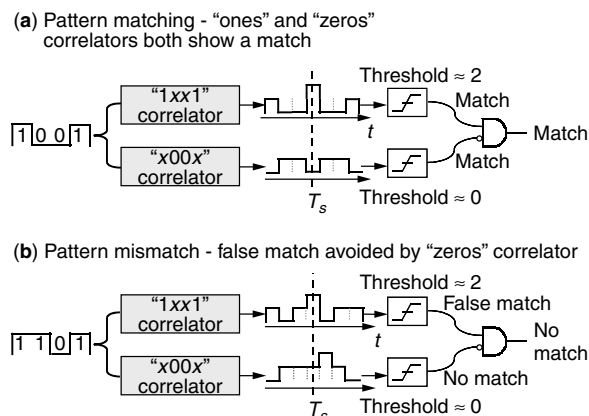 (a) Pattern matching - “ones” and “zeros”
correlators both show a match
Threshold ≈ 2
“1xx1”
correlator
Match
t
1 0 0 1
Match
“x00x”
correlator
Match
Ts
Threshold ≈ 0
(b) Pattern mismatch - false match avoided by “zeros” correlator
Threshold ≈ 2
“1xx1”
correlator
False match
t
1 1 0 1
No
match
“x00x”
correlator
No match
Ts
Threshold ≈ 0